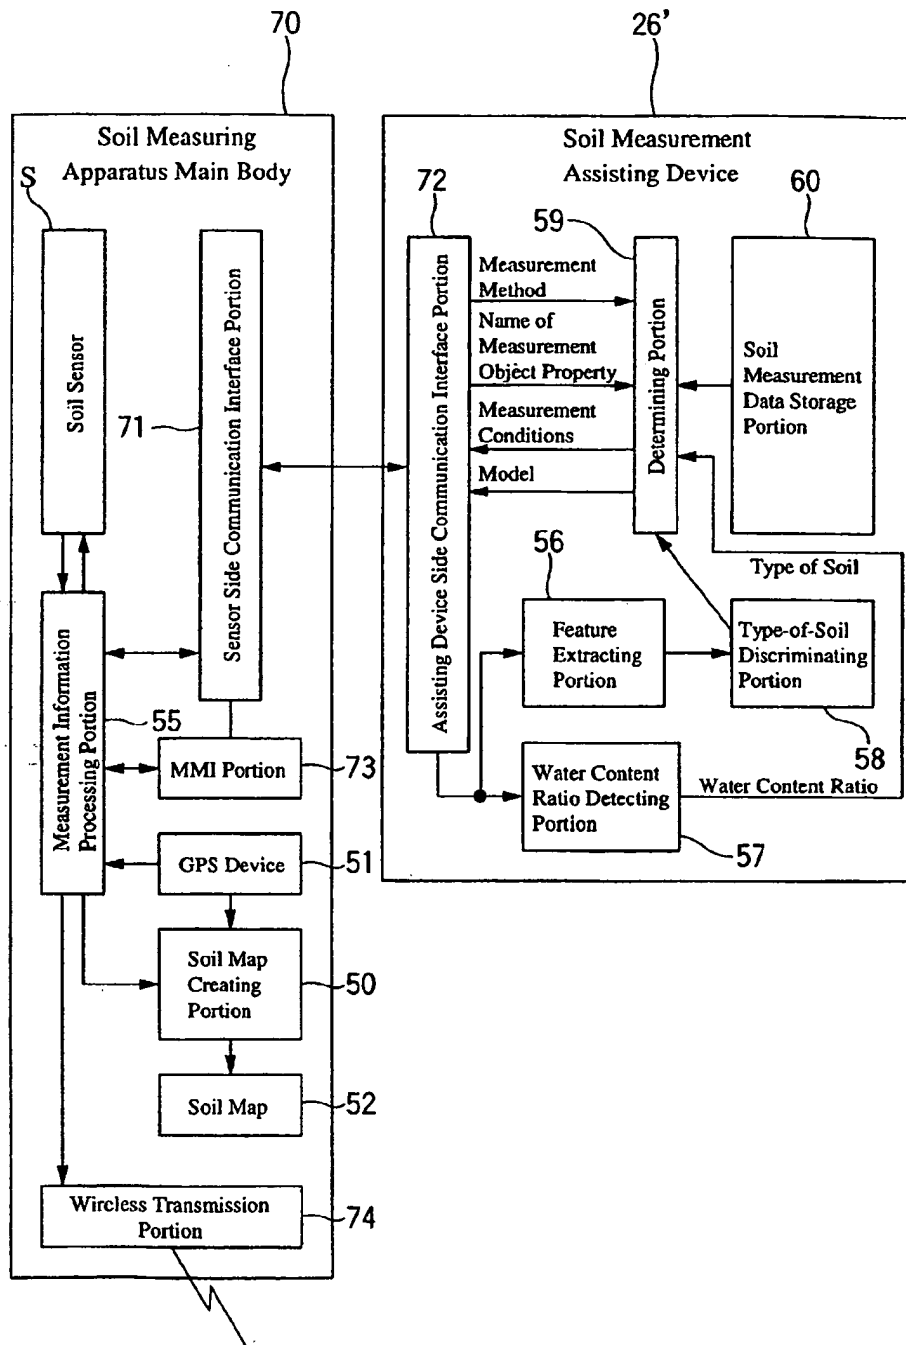 70
26’
Soil Measuring
Apparatus Main Body
S
Soil Sensor
71
Sensor Side Communication Interface Portion
Measurement Information
Processing Portion
55
MMI Portion
73
GPS Device
51
Soil Map
Creating
Portion
50
Soil Map
52
Wireless Transmission
Portion
74
Soil Measurement
Assisting Device
72
Assisting Device Side Communication Interface Portion
Measurement
Method
Name of
Measurement
Object Property
Measurement
Conditions
Model
59
Determining Portion
60
Soil
Measurement
Data Storage
Portion
Type of Soil
56
Feature
Extracting
Portion
Type-of-Soil
Discriminating
Portion
58
Water Content
Ratio Detecting
Portion
57
Water Content Ratio